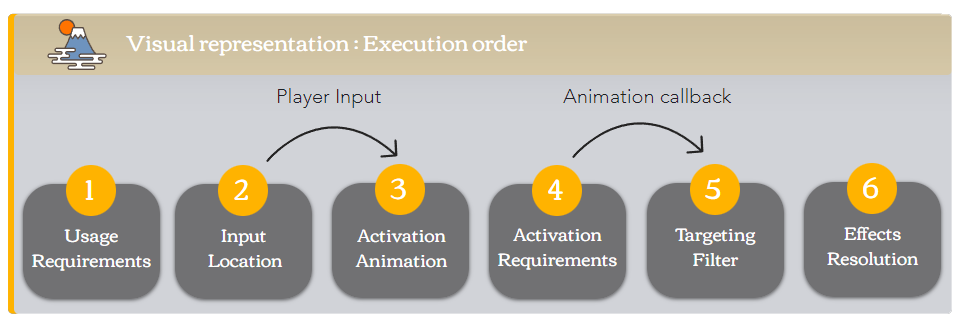 Visual representation : Execution order
Player Input
Animation callback
1
Usage
Requirements
2
Input
Location
3
Activation
Animation
4
Activation
Requirements
5
Targeting
Filter
6
Effects
Resolution